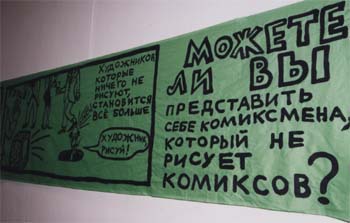 ХУДОЖНИКОВ
КОТОРЫЕ
НИЧЕГО НЕ
РИСУЮТ,
СТАНОВИТСЯ
ВСЁ БОЛЬШЕ
ХУДОЖНИК,
РИСУЙ!
МОЖЕТЕ
ЛИ ВЫ
ПРЕДСТАВИТЬ
СЕБЕ КОМИКСМЕНА,
КОТОРЫЙ НЕ
РИСУЕТ
КОМИКСОВ?